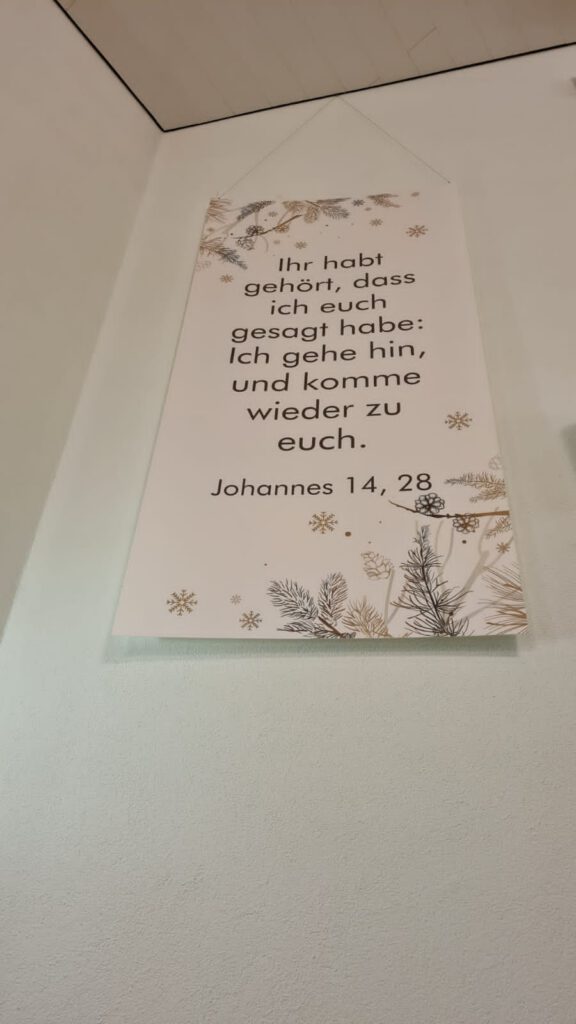 Ihr habt
gehört, dass
ich euch
gesagt habe:
Ich gehe hin,
und komme
wieder zu
euch.
Johannes 14, 28